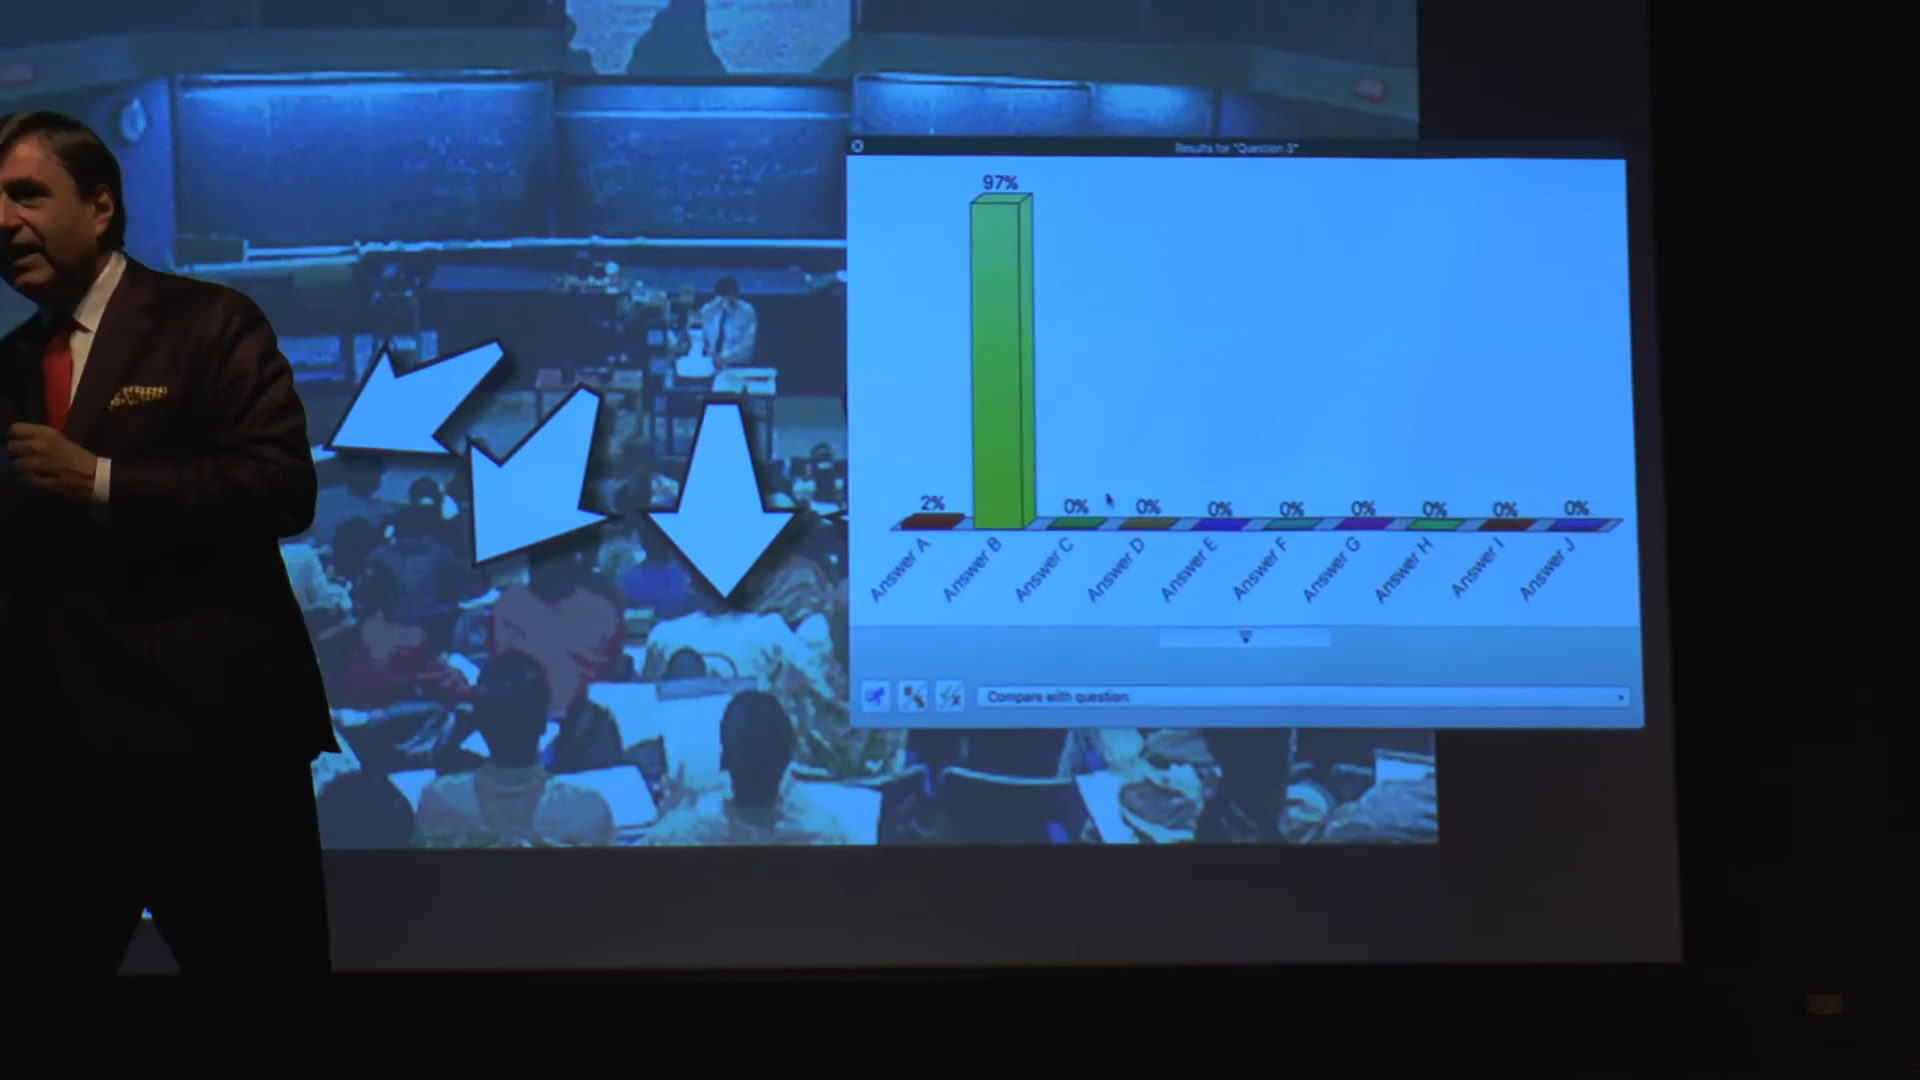 Results for "Question 3"
97%
2%
0%
0%
0%
0%
0%
0%
0%
0%
Answer A
Answer B
Answer C
Answer D
Answer E
Answer F
Answer G
Answer H
Answer I
Answer J
Compare with question: